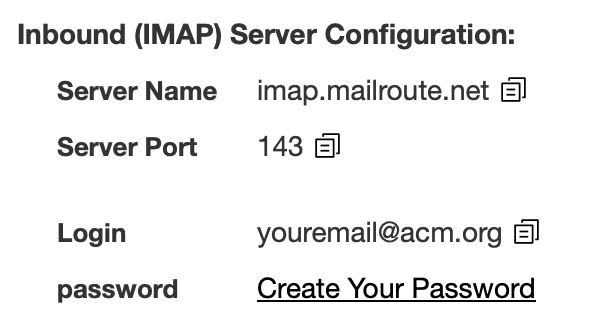 Inbound (IMAP) Server Configuration:
Server Name imap.mailroute.net
Server Port 143
Login youremail@acm.org
password Create Your Password